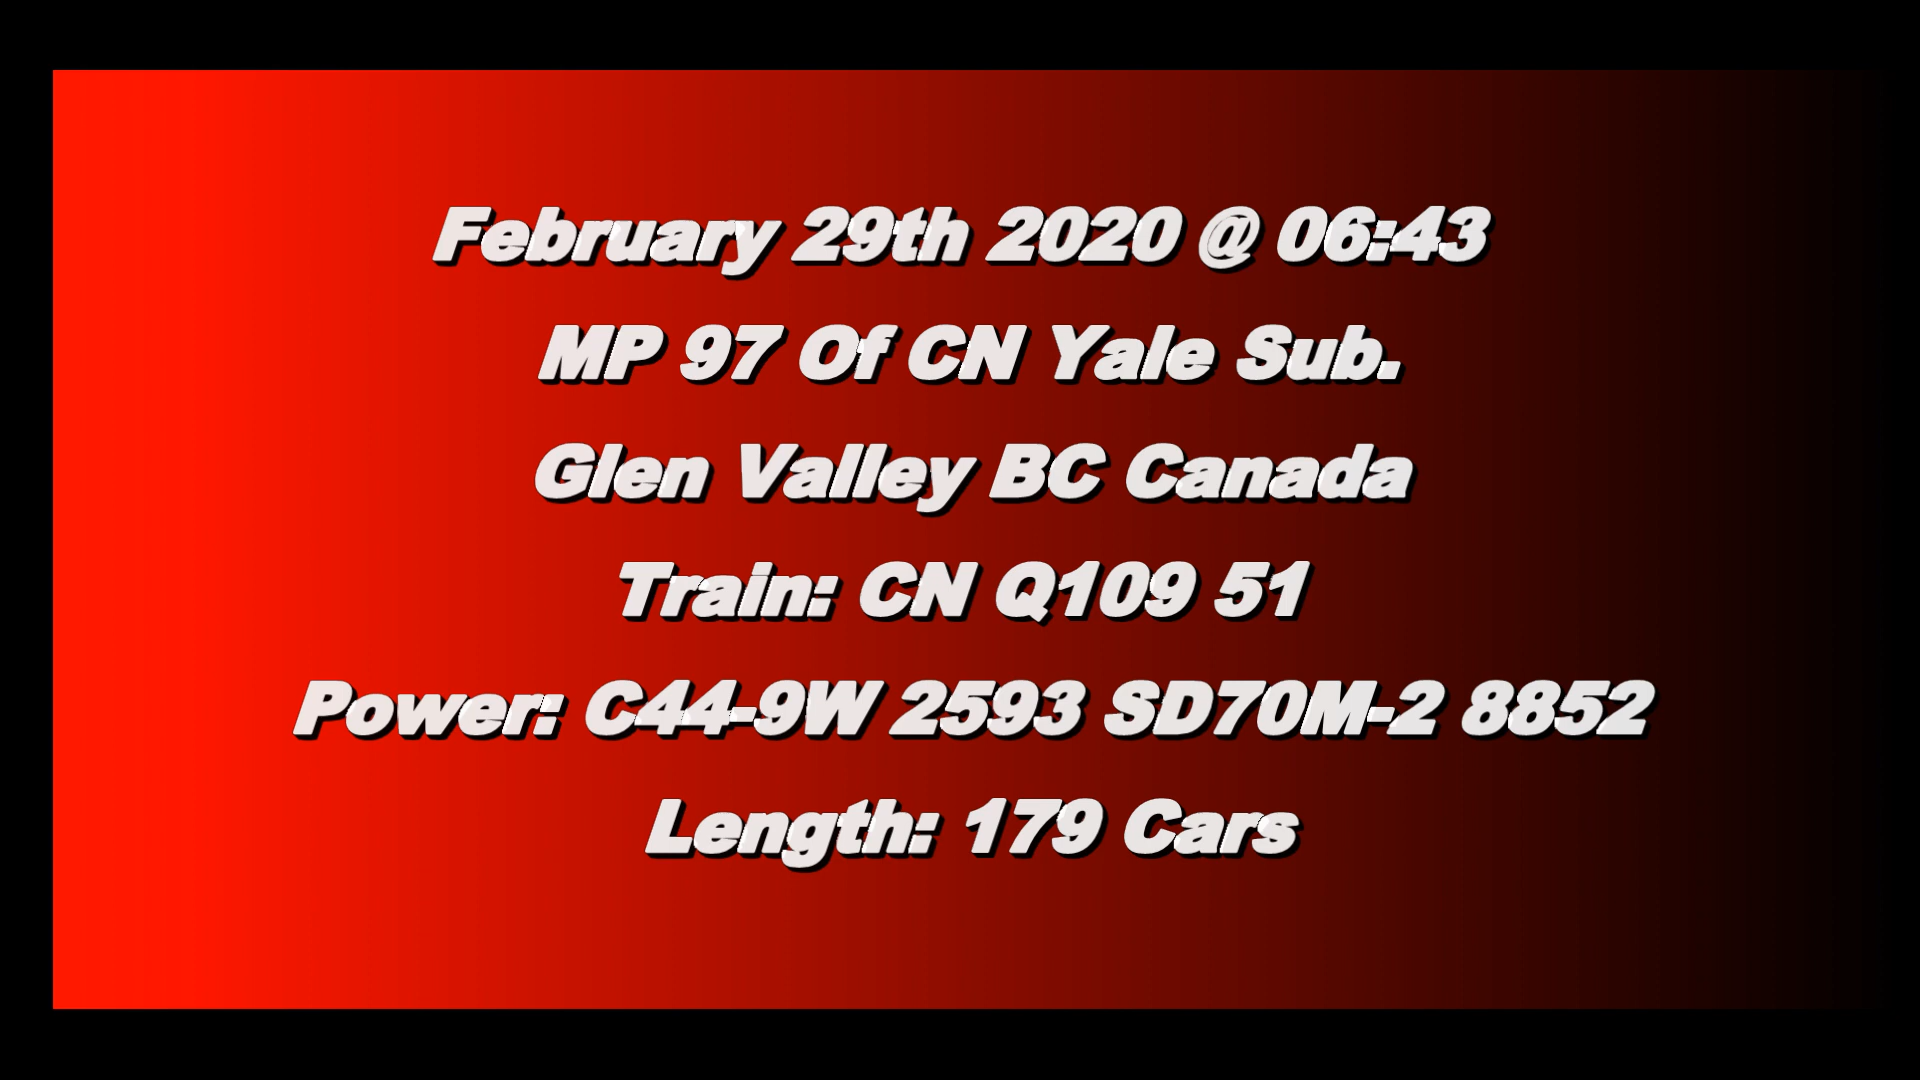 February 29th 2020 @ 06:43
MP 97 Of CN Yale Sub.
Glen Valley BC Canada
Train: CN Q109 51
Power: C44-9W 2593 SD70M-2 8852
Length: 179 Cars